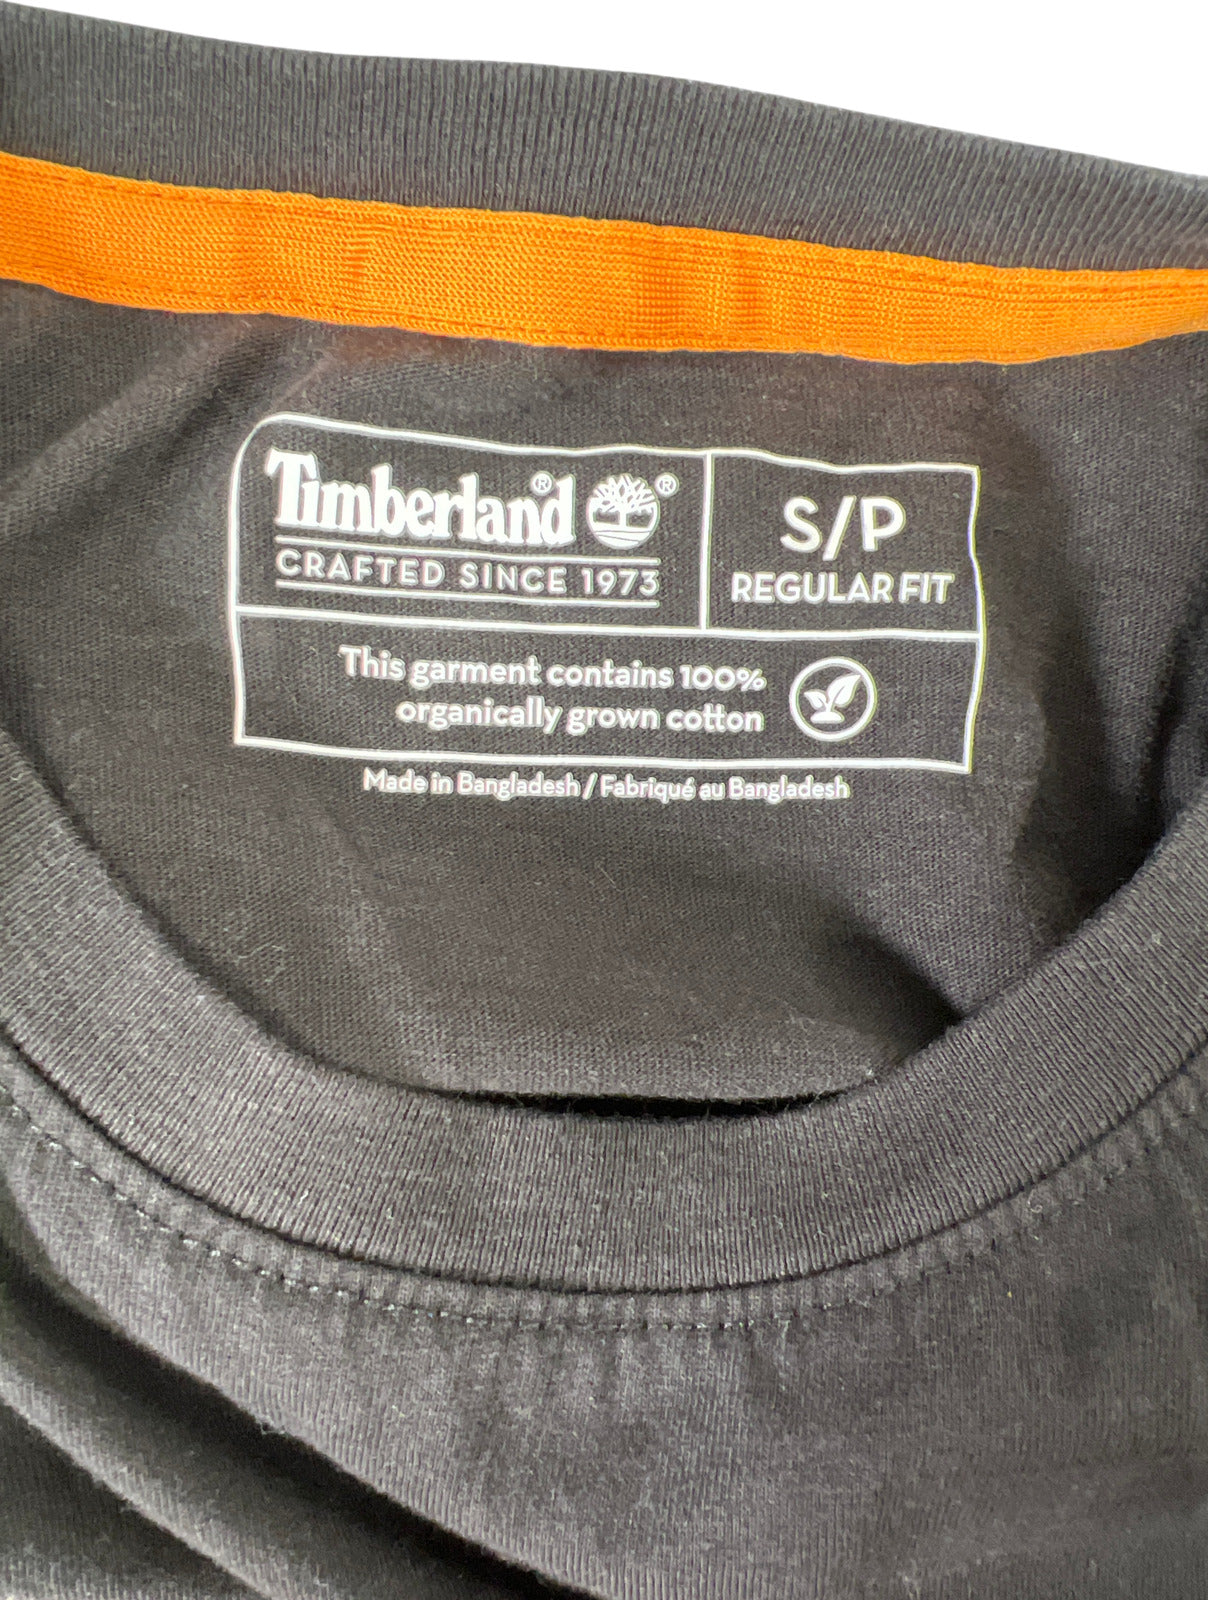 Timberland® ®
CRAFTED SINCE 1973
S/P
REGULAR FIT
This garment contains 100%
organically grown cotton
Made in Bangladesh / Fabriqué au Bangladesh